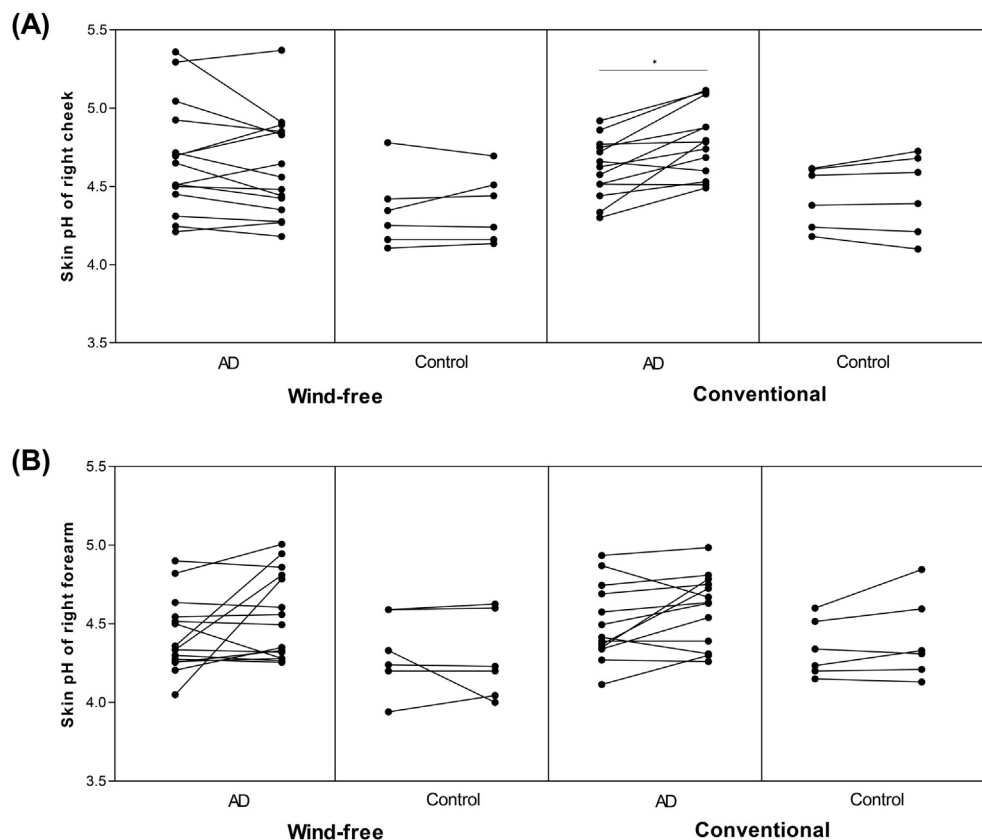 (A)
Skin pH of right cheek
5.5
5.0
4.5
4.0
3.5
*
AD
Control
AD
Control
Wind-free
Conventional
(B)
Skin pH of right forearm
5.5
5.0
4.5
4.0
3.5
AD
Control
AD
Control
Wind-free
Conventional